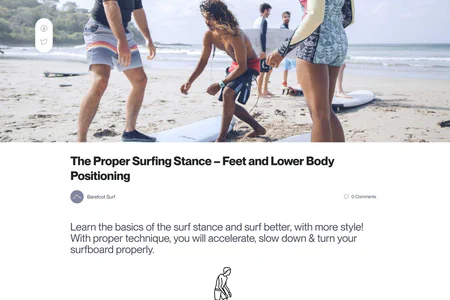 The Proper Surfing Stance – Feet and Lower Body
Positioning
Barefoot Surf
0 Comments
Learn the basics of the surf stance and surf better, with more style!
With proper technique, you will accelerate, slow down & turn your
surfboard properly.